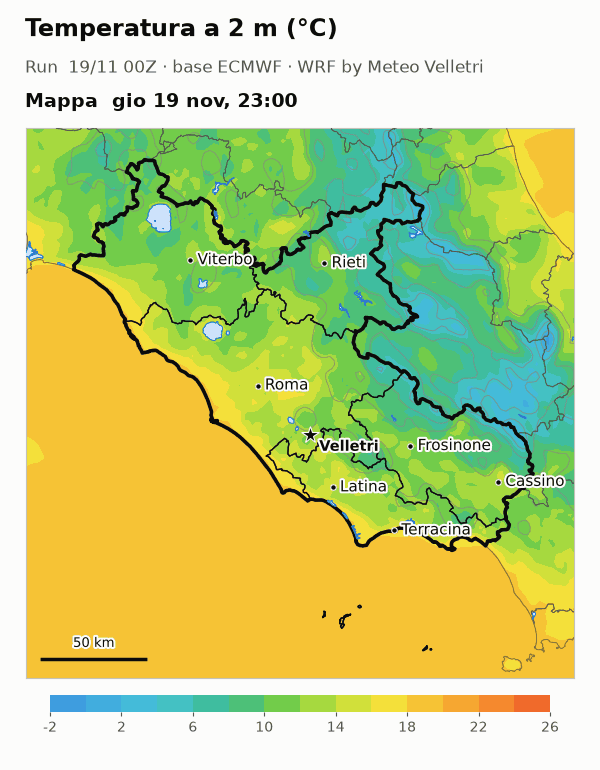 Temperatura a 2 m (°C)
Run  19/11 00Z · base ECMWF · WRF by Meteo Velletri
Mappa  gio 19 nov, 23:00
Viterbo
Rieti
Roma
Velletri
Frosinone
Latina
Cassino
Terracina
50 km
-2 2 6 10 14 18 22 26